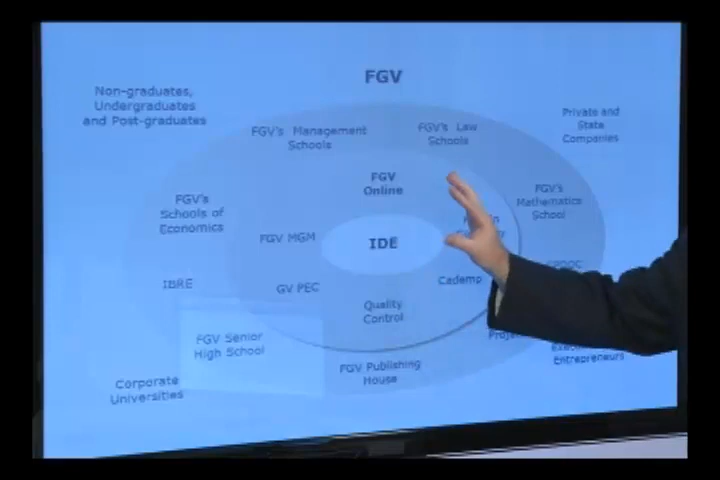 FGV
Non-graduates,
Undergraduates
and Post-graduates
Private and
State
Companies
FGV's Management
Schools
FGV's Law
Schools
FGV
Online
FGV's
Mathematics
School
FGV's
Schools of
Economics
FGV MGM
IDE
IBRE
GV PEC
Cademp
Quality
Control
FGV Senior
High School
FGV Publishing
House
Entrepreneurs
Corporate
Universities